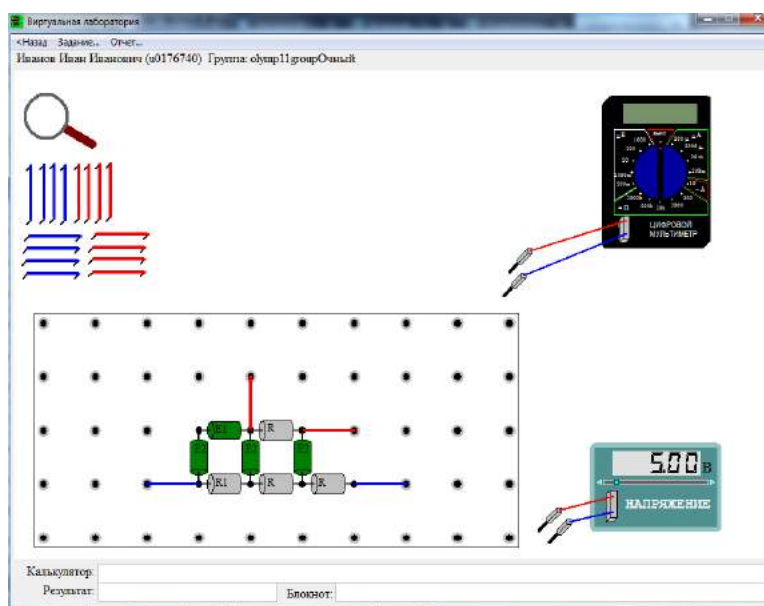 Виртуальная лаборатория
<Назад Задание... Отчет...
Иванов Иван Иванович (u0176740) Группа: olymp11groupОчный
ЦИФРОВОЙ
МУЛЬТИМЕТР
R
R1 R R
5.00 В
НАПРЯЖЕНИЕ
Калькулятор:
Результат: Блокнот: